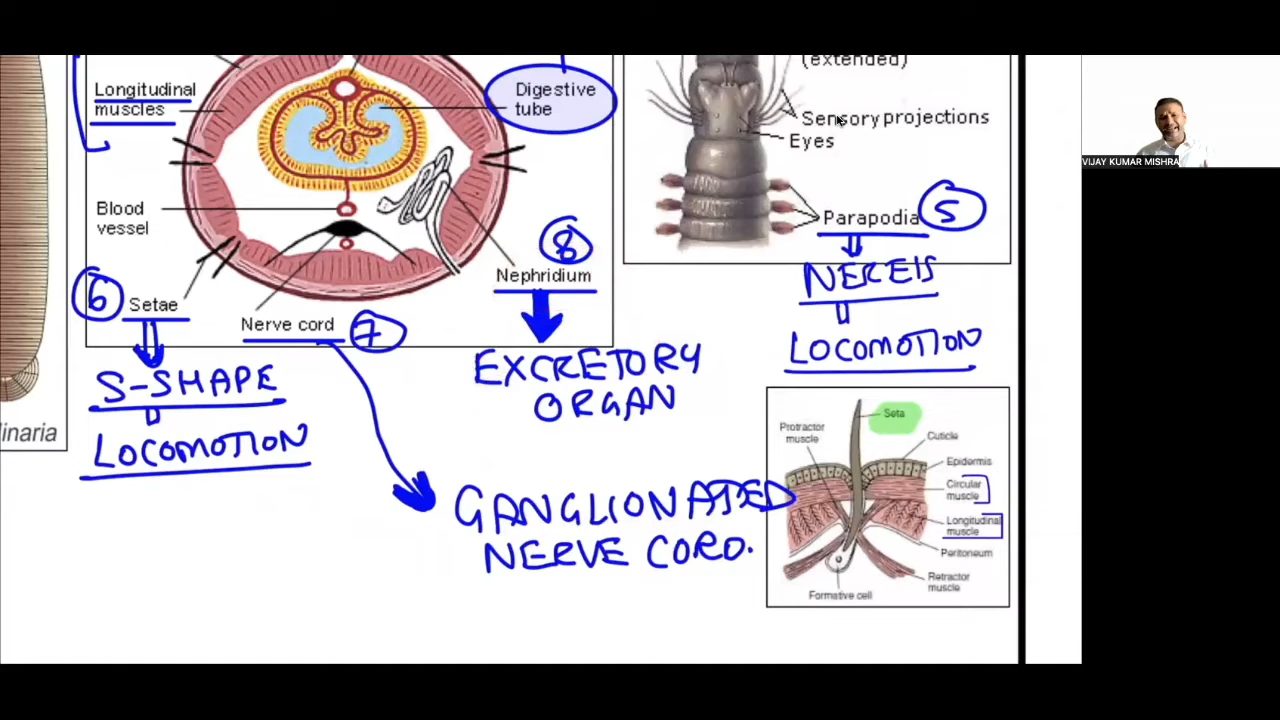 Longitudinal
muscles
Digestive
tube
Blood
vessel
8
Nephridium
6
Setae
Nerve cord
7
S-SHAPE
LOCOMOTION
EXCRETORY
ORGAN
GANGLIONATED
NERVE CORD.
linaria
(extended)
Sensory projections
Eyes
Parapodia
5
NEREIS
LOCOMOTION
Seta
Protractor
muscle
Cuticle
Epidermis
Circular
muscle
Longitudinal
muscle
Peritoneum
Retractor
muscle
Formative cell
VIJAY KUMAR MISHRA